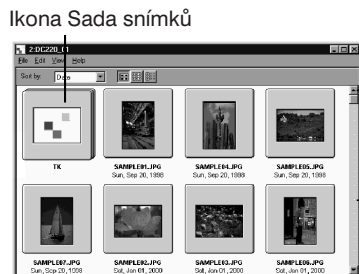 Ikona Sada snímků
2:DC220_01
File Edit View Help
Sort by: Date
TK
SAMPLE01.JPG
Sun, Sep 20, 1998
SAMPLE04.JPG
Sun, Sep 20, 1998
SAMPLE05.JPG
Sun, Sep 20, 1998
SAMPLE07.JPG
Sun, Sep 20, 1998
SAMPLE02.JPG
Sat, Jan 01, 2000
SAMPLE03.JPG
Sat, Jan 01, 2000
SAMPLE06.JPG
Sat, Jan 01, 2000